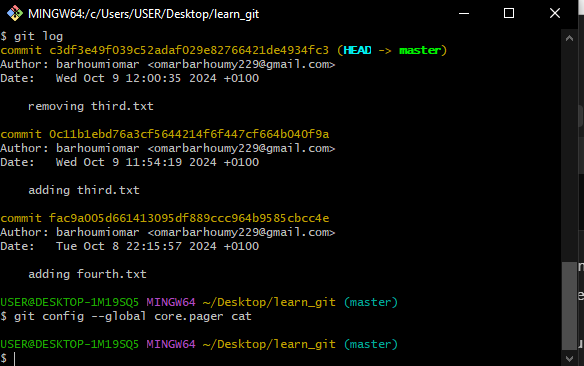 MINGW64:/c/Users/USER/Desktop/learn_git
$ git log
commit c3df3e49f039c52adaf029e82766421de4934fc3 (HEAD -> master)
Author: barhoumiomar <omarbarhoumy229@gmail.com>
Date:   Wed Oct 9 12:00:35 2024 +0100
    removing third.txt
commit 0c11b1ebd76a3cf5644214f6f447cf664b040f9a
Author: barhoumiomar <omarbarhoumy229@gmail.com>
Date:   Wed Oct 9 11:54:19 2024 +0100
    adding third.txt
commit fac9a005d661413095df889ccc964b9585cbcc4e
Author: barhoumiomar <omarbarhoumy229@gmail.com>
Date:   Tue Oct 8 22:15:57 2024 +0100
    adding fourth.txt
USER@DESKTOP-1M19SQ5 MINGW64 ~/Desktop/learn_git (master)
$ git config --global core.pager cat
USER@DESKTOP-1M19SQ5 MINGW64 ~/Desktop/learn_git (master)
$